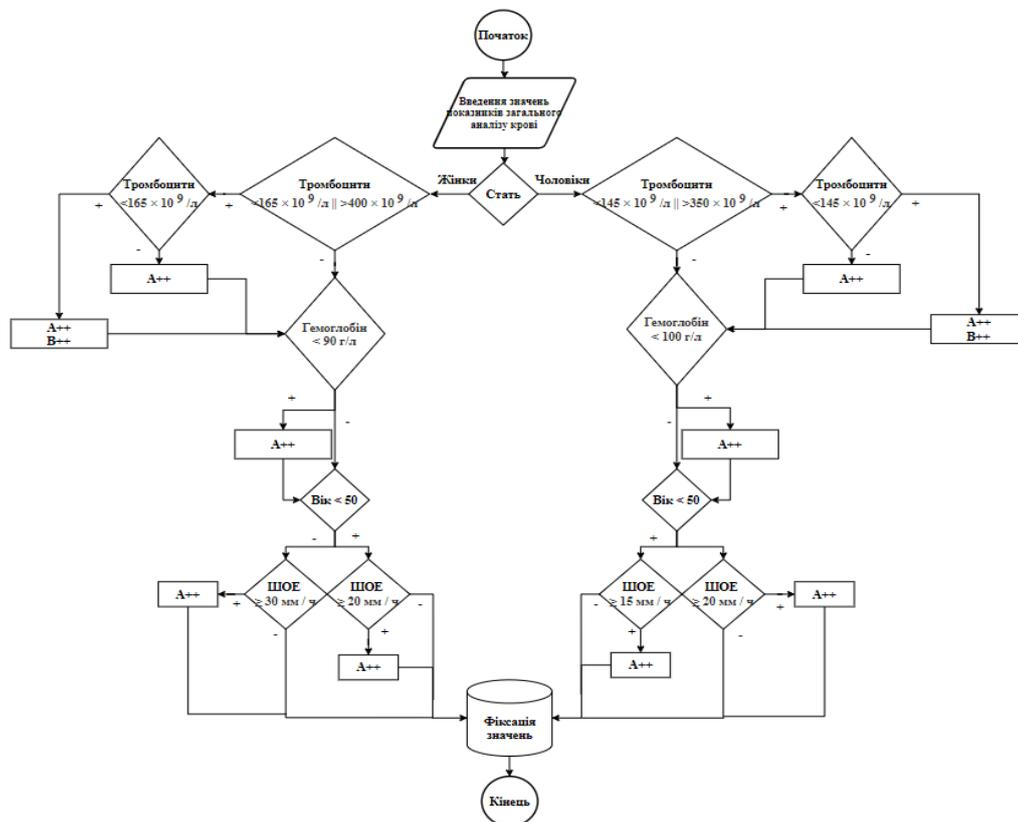 Початок
Введення значень
показників загального
аналізу крові
Жінки
Стать
Чоловіки
Тромбоцити
<165 × 10 9 /л
Тромбоцити
<165 × 10 9 /л || >400 × 10 9 /л
Тромбоцити
<145 × 10 9 /л || >350 × 10 9 /л
Тромбоцити
<145 × 10 9 /л
+
+
+
+
-
-
-
-
A++
A++
A++
B++
Гемоглобін
< 90 г/л
Гемоглобін
< 100 г/л
A++
B++
+
-
-
+
A++
A++
Вік < 50
Вік < 50
-
+
+
-
A++
ШОЕ
≥ 30 мм / ч
ШОЕ
≥ 20 мм / ч
ШОЕ
≥ 15 мм / ч
ШОЕ
≥ 20 мм / ч
A++
+
-
-
+
-
+
-
+
A++
A++
Фіксація
значень
Кінець